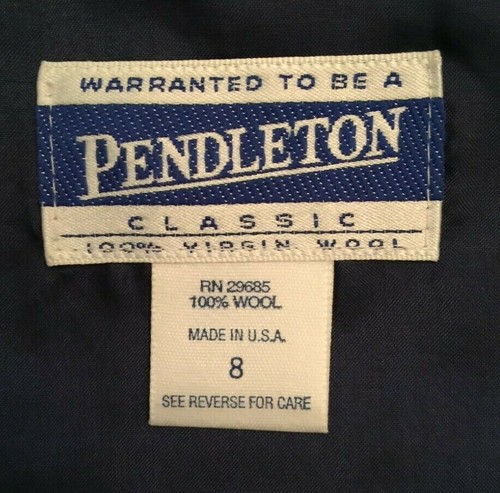 WARRANTED TO BE A
PENDLETON
CLASSIC
100% VIRGIN WOOL
RN 29685
100% WOOL
MADE IN U.S.A.
8
SEE REVERSE FOR CARE